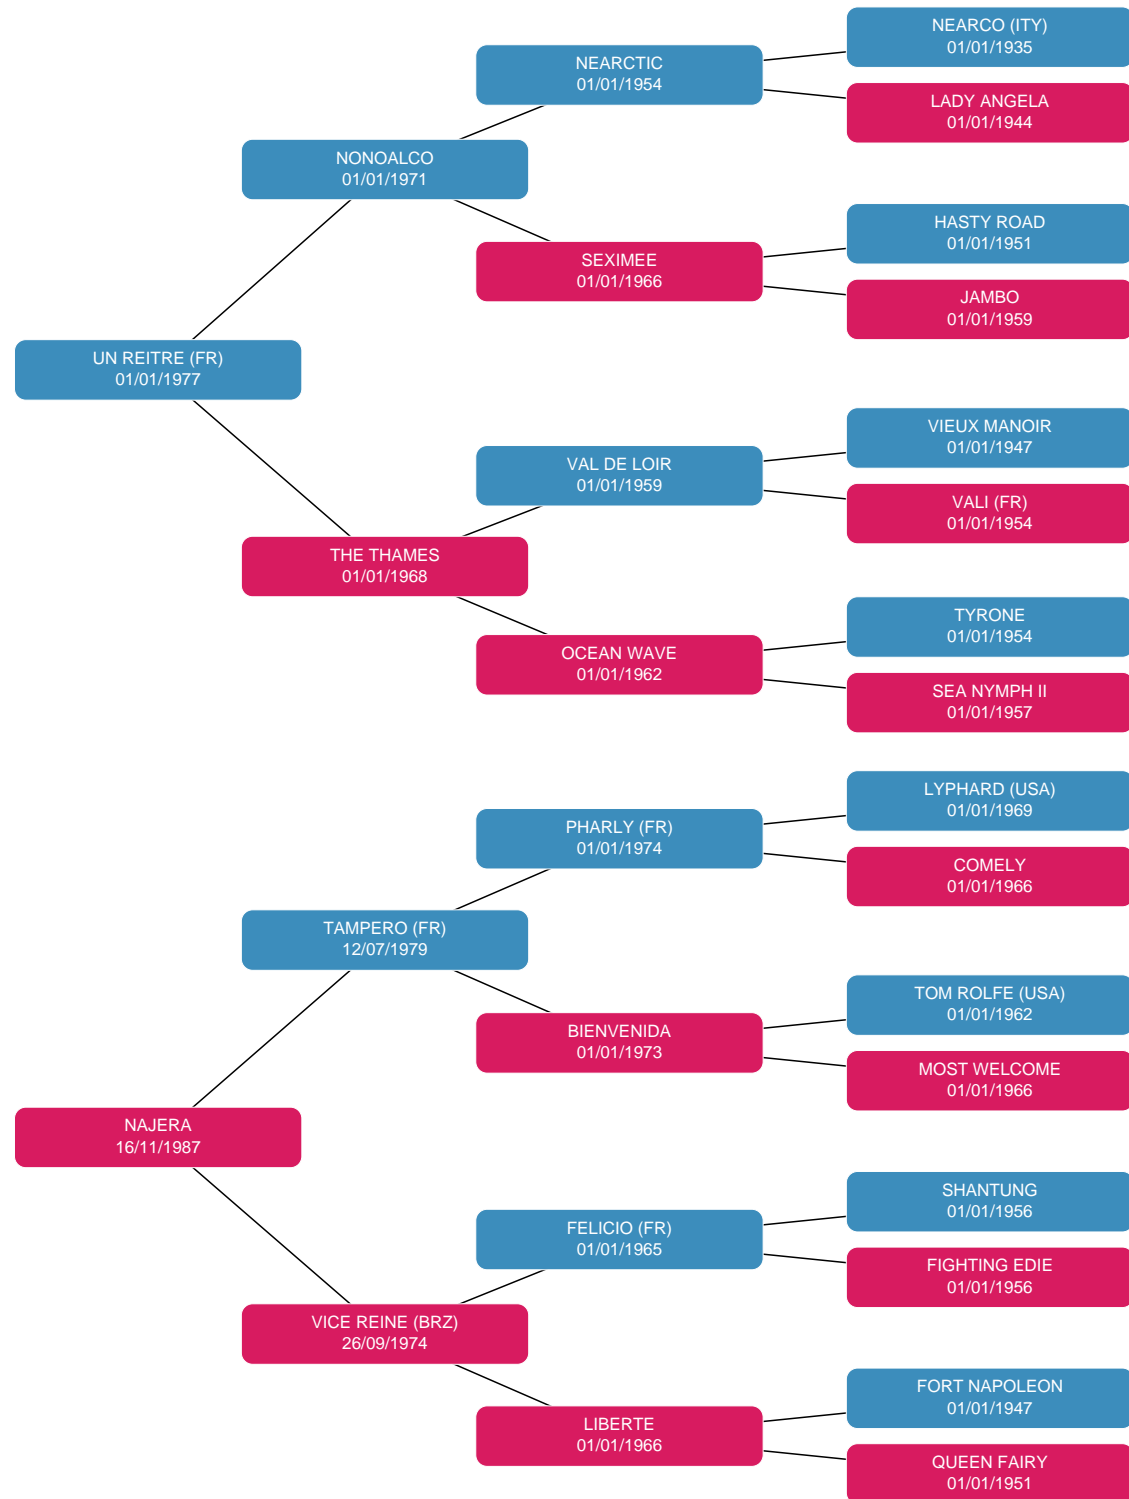 NEARCO (ITY)
01/01/1935
NEARCTIC
01/01/1954
LADY ANGELA
01/01/1944
NONOALCO
01/01/1971
HASTY ROAD
01/01/1951
SEXIMEE
01/01/1966
JAMBO
01/01/1959
UN REITRE (FR)
01/01/1977
VIEUX MANOIR
01/01/1947
VAL DE LOIR
01/01/1959
VALI (FR)
01/01/1954
THE THAMES
01/01/1968
TYRONE
01/01/1954
OCEAN WAVE
01/01/1962
SEA NYMPH II
01/01/1957
LYPHARD (USA)
01/01/1969
PHARLY (FR)
01/01/1974
COMELY
01/01/1966
TAMPERO (FR)
12/07/1979
TOM ROLFE (USA)
01/01/1962
BIENVENIDA
01/01/1973
MOST WELCOME
01/01/1966
NAJERA
16/11/1987
SHANTUNG
01/01/1956
FELICIO (FR)
01/01/1965
FIGHTING EDIE
01/01/1956
VICE REINE (BRZ)
26/09/1974
FORT NAPOLEON
01/01/1947
LIBERTE
01/01/1966
QUEEN FAIRY
01/01/1951